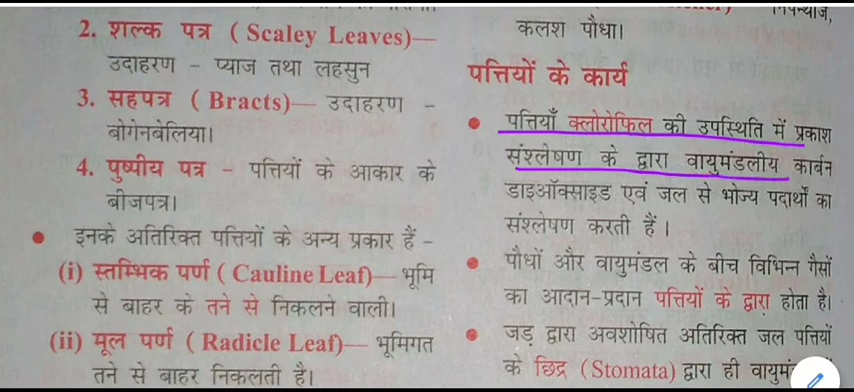 2. शल्क पत्र ( Scaley Leaves)—
उदाहरण - प्याज तथा लहसुन
3. सहपत्र ( Bracts)— उदाहरण -
बोगेनबेलिया।
4. पुष्पीय पत्र - पत्तियों के आकार के
बीजपत्र।
• इनके अतिरिक्त पत्तियों के अन्य प्रकार हैं -
(i) स्तम्भिक पर्ण ( Cauline Leaf)— भूमि
से बाहर के तने से निकलने वाली।
(ii) मूल पर्ण ( Radicle Leaf)— भूमिगत
तने से बाहर निकलती है।
कलश पौधा।
पत्तियों के कार्य
• पत्तियाँ क्लोरोफिल की उपस्थिति में प्रकाश
संश्लेषण के द्वारा वायुमंडलीय कार्बन
डाइऑक्साइड एवं जल से भोज्य पदार्थों का
संश्लेषण करती हैं।
• पौधों और वायुमंडल के बीच विभिन्न गैसों
का आदान-प्रदान पत्तियों के द्वारा होता है।
• जड़ द्वारा अवशोषित अतिरिक्त जल पत्तियों
के छिद्र (Stomata) द्वारा ही